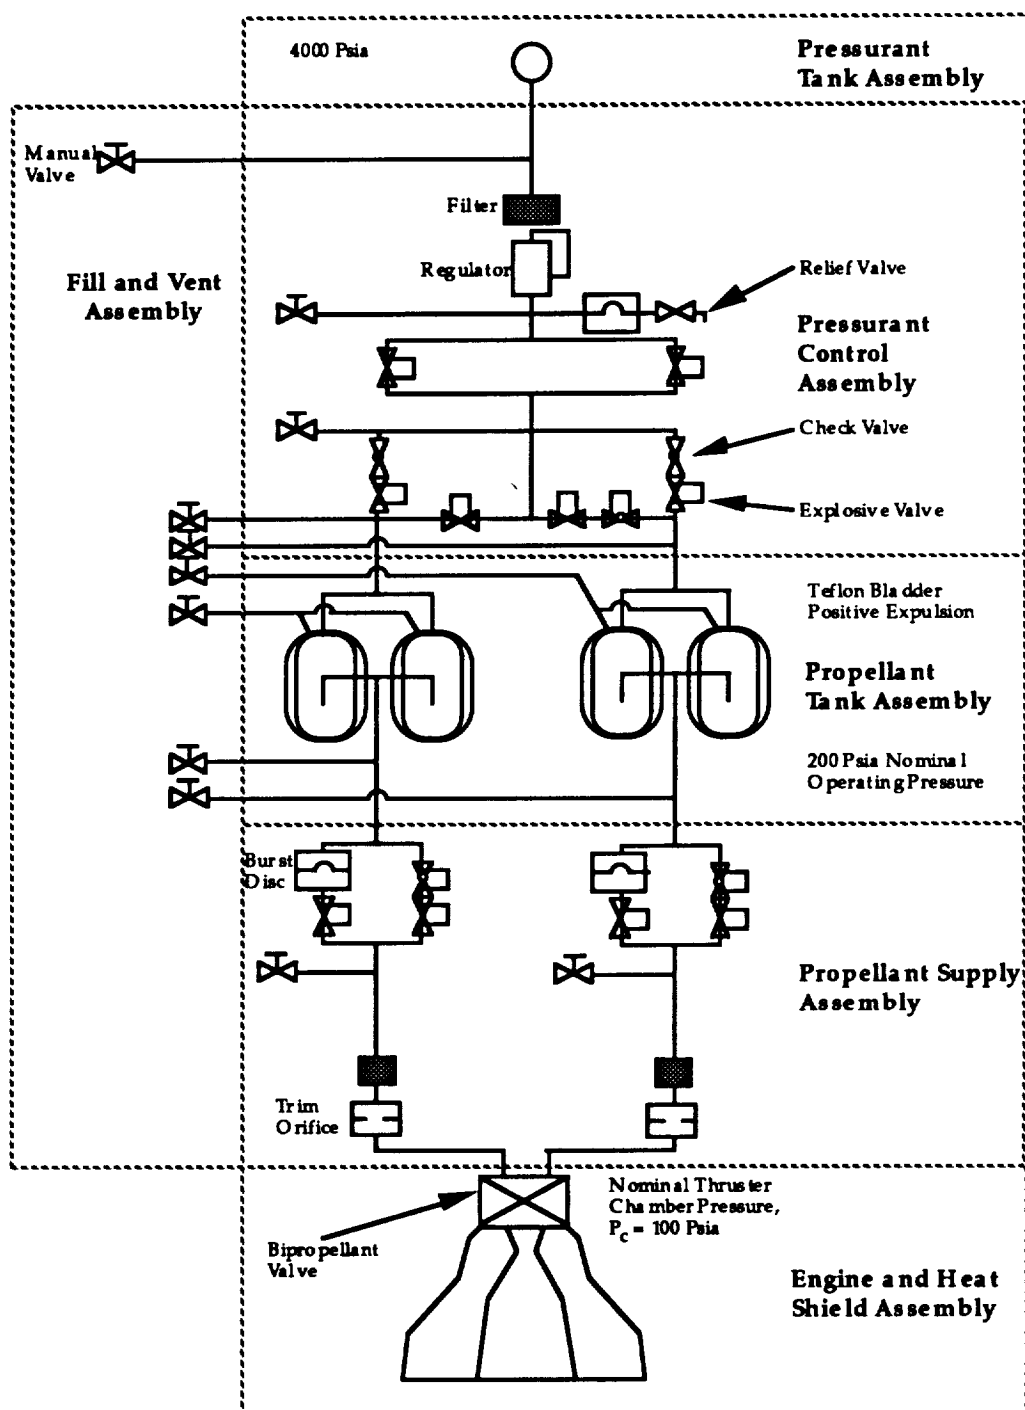 4000 Psia
Pressurant
Tank Assembly
Manual
Valve
Filter
Regulator
Fill and Vent
Assembly
Relief Valve
Pressurant
Control
Assembly
Check Valve
Explosive Valve
Teflon Bladder
Positive Expulsion
Propellant
Tank Assembly
200 Psia Nominal
Operating Pressure
Burst
Disc
Propellant Supply
Assembly
Trim
Orifice
Nominal Thruster
Chamber Pressure,
Pc = 100 Psia
Bipropellant
Valve
Engine and Heat
Shield Assembly